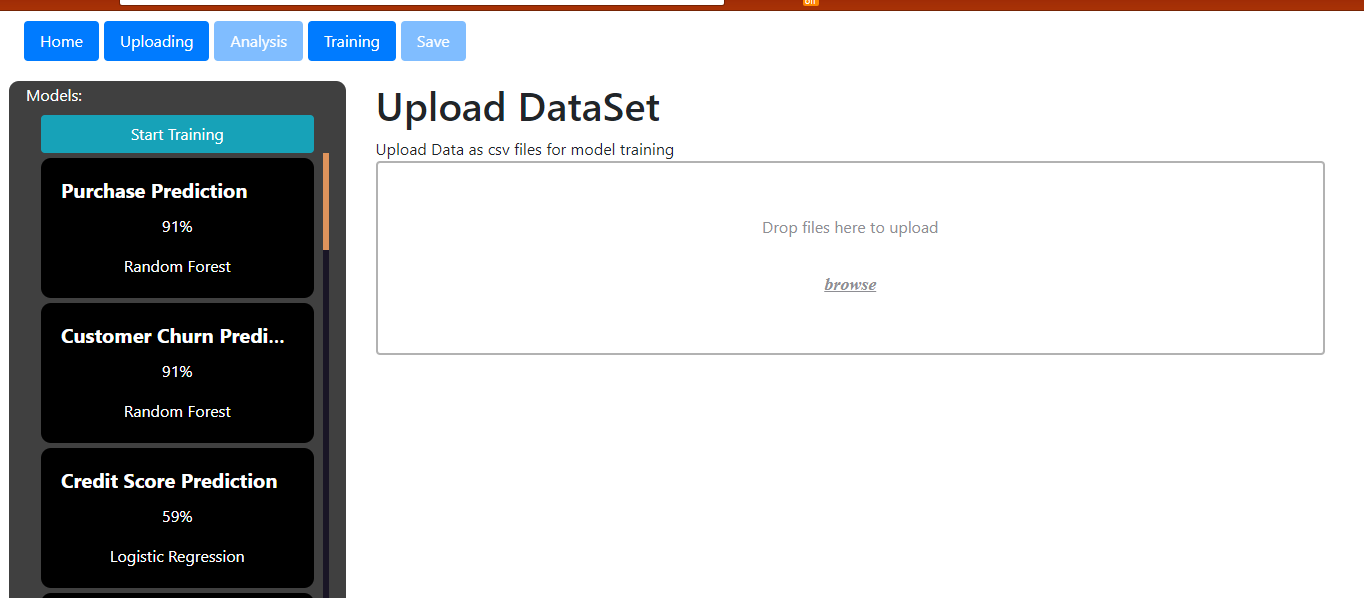 off
Home Uploading Analysis Training Save
Models:
Start Training
Purchase Prediction
91%
Random Forest
Customer Churn Predi...
91%
Random Forest
Credit Score Prediction
59%
Logistic Regression
Upload DataSet
Upload Data as csv files for model training
Drop files here to upload
browse